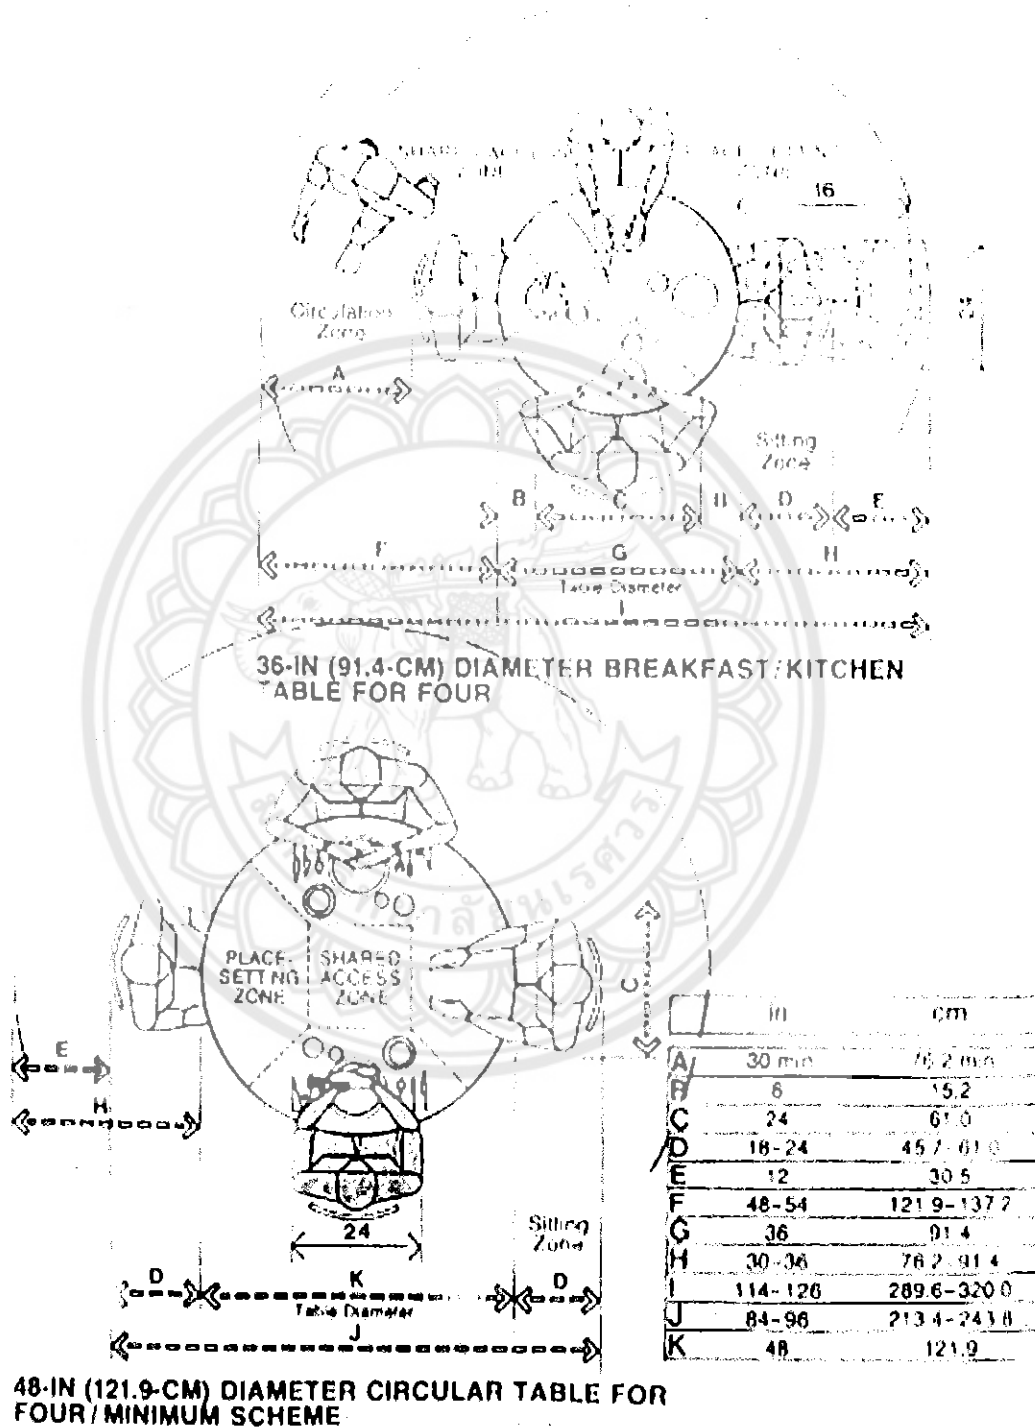 16
Circulation
Zone
A
Sitting
Zone
B C B D E
F G H
Table Diameter
I
36-IN (91.4-CM) DIAMETER BREAKFAST/KITCHEN
TABLE FOR FOUR
PLACE-
SETTING
ZONE
SHARED
ACCESS
ZONE
C
E
H
24
Sitting
Zone
D K D
Table Diameter
J
in cm
A 30 min 76.2 min
B 6 15.2
C 24 61.0
D 18-24 45.7-61.0
E 12 30.5
F 48-54 121.9-137.2
G 36 91.4
H 30-36 76.2-91.4
I 114-126 289.6-320.0
J 84-96 213.4-243.8
K 48 121.9
48-IN (121.9-CM) DIAMETER CIRCULAR TABLE FOR
FOUR/MINIMUM SCHEME